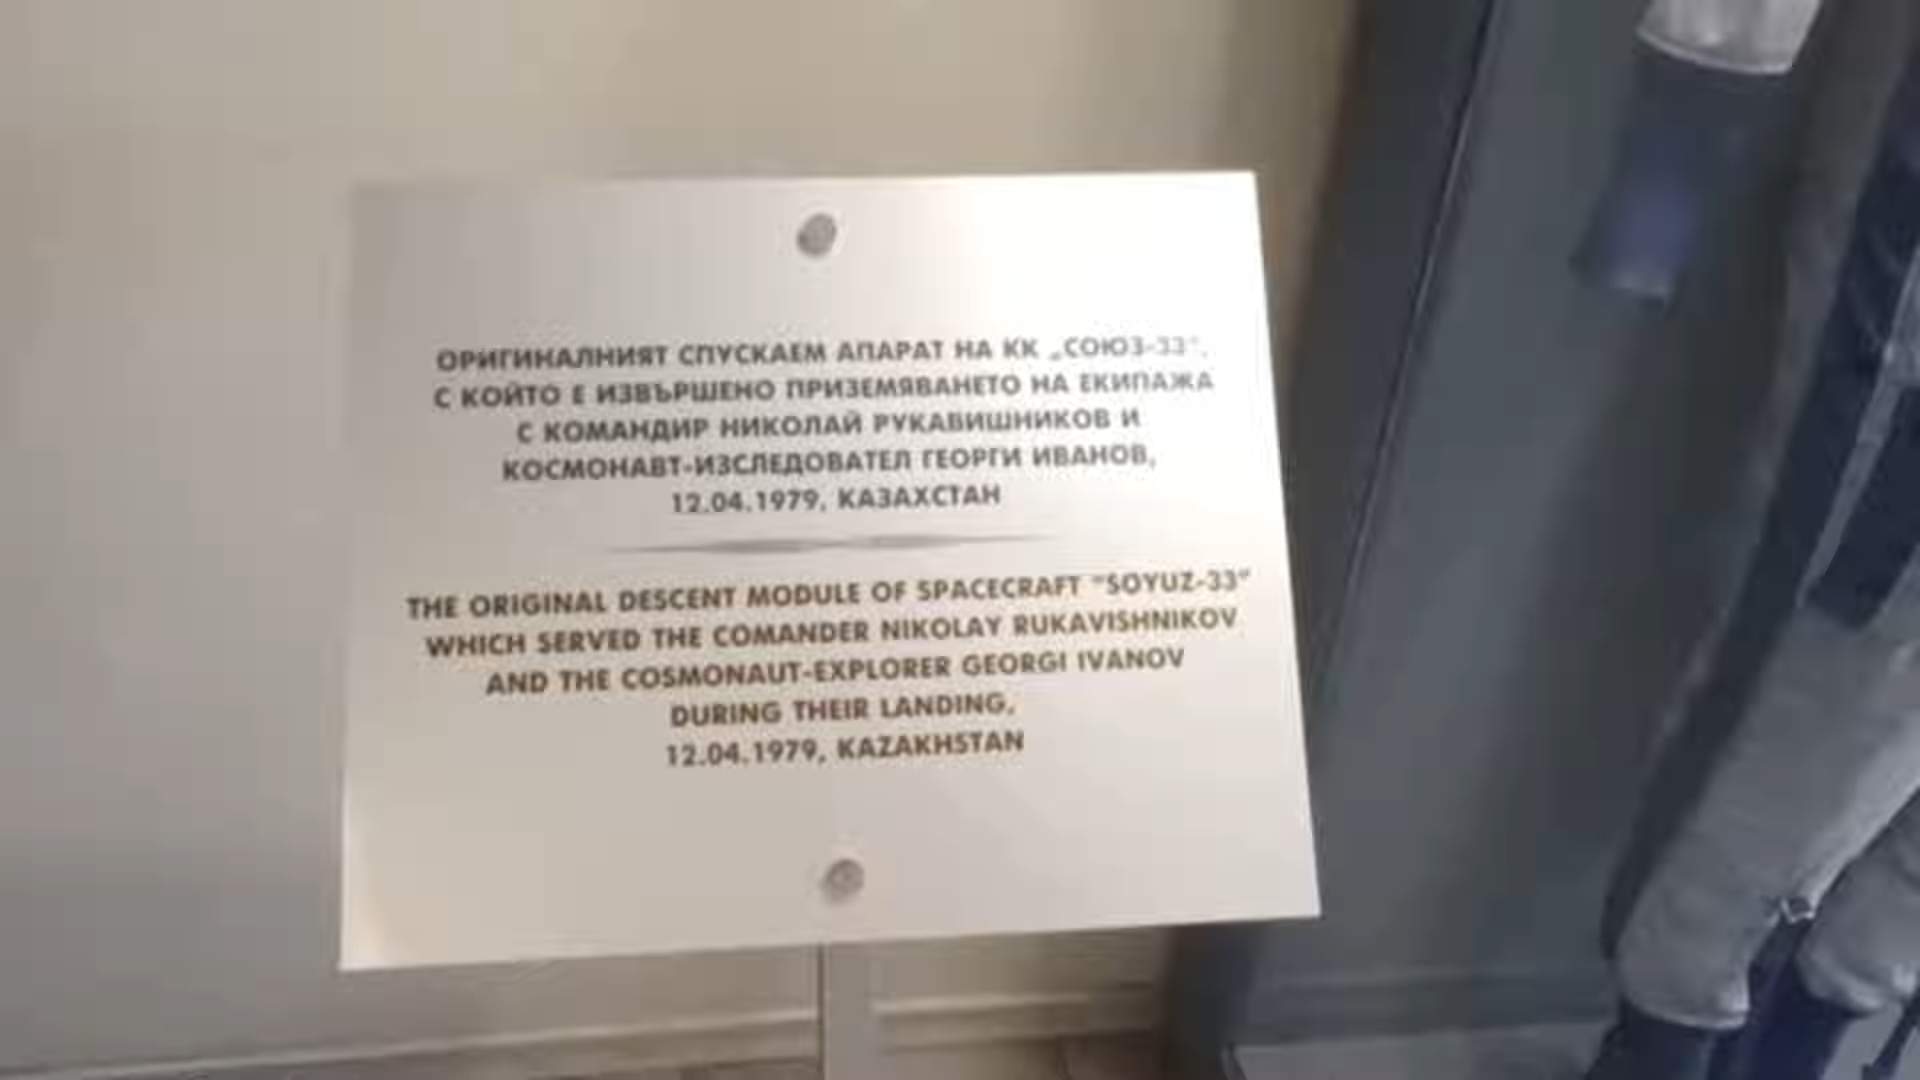 ОРИГИНАЛНИЯТ СПУСКАЕМ АПАРАТ НА КК „СОЮЗ-33“,
С КОЙТО Е ИЗВЪРШЕНО ПРИЗЕМЯВАНЕТО НА ЕКИПАЖА
С КОМАНДИР НИКОЛАЙ РУКАВИШНИКОВ И
КОСМОНАВТ-ИЗСЛЕДОВАТЕЛ ГЕОРГИ ИВАНОВ,
12.04.1979, КАЗАХСТАН
THE ORIGINAL DESCENT MODULE OF SPACECRAFT "SOYUZ-33"
WHICH SERVED THE COMANDER NIKOLAY RUKAVISHNIKOV
AND THE COSMONAUT-EXPLORER GEORGI IVANOV
DURING THEIR LANDING,
12.04.1979, KAZAKHSTAN